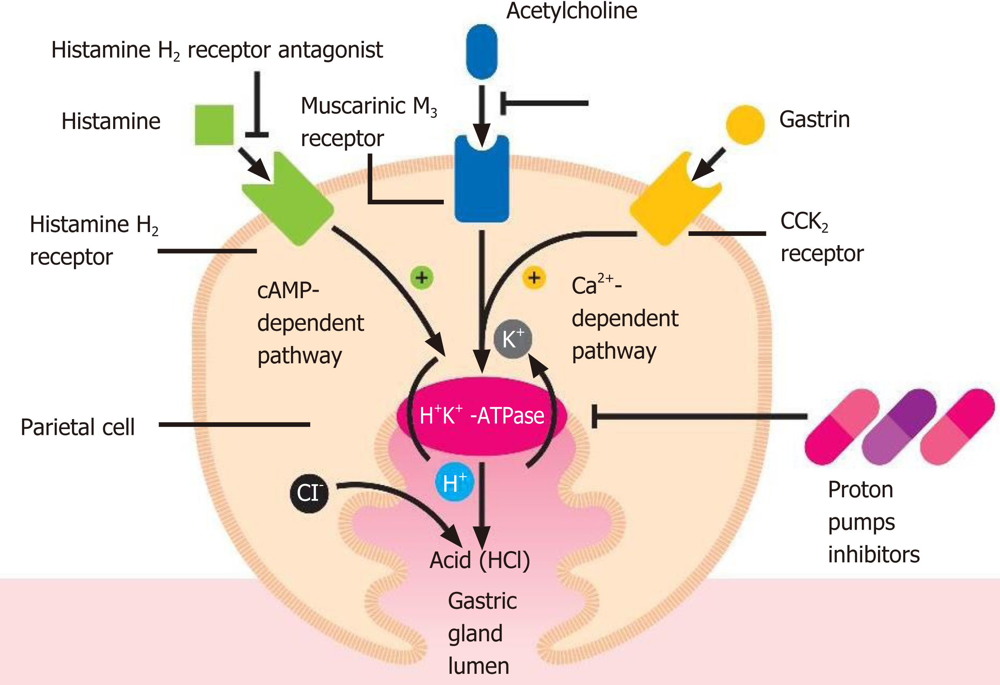 Acetylcholine
Histamine H₂ receptor antagonist
Histamine
Muscarinic M₃
receptor
Gastrin
Histamine H₂
receptor
CCK₂
receptor
+
+
cAMP-
dependent
pathway
Ca²⁺-
dependent
pathway
K⁺
H⁺K⁺ -ATPase
Parietal cell
H⁺
CI⁻
Proton
pumps
inhibitors
Acid (HCl)
Gastric
gland
lumen